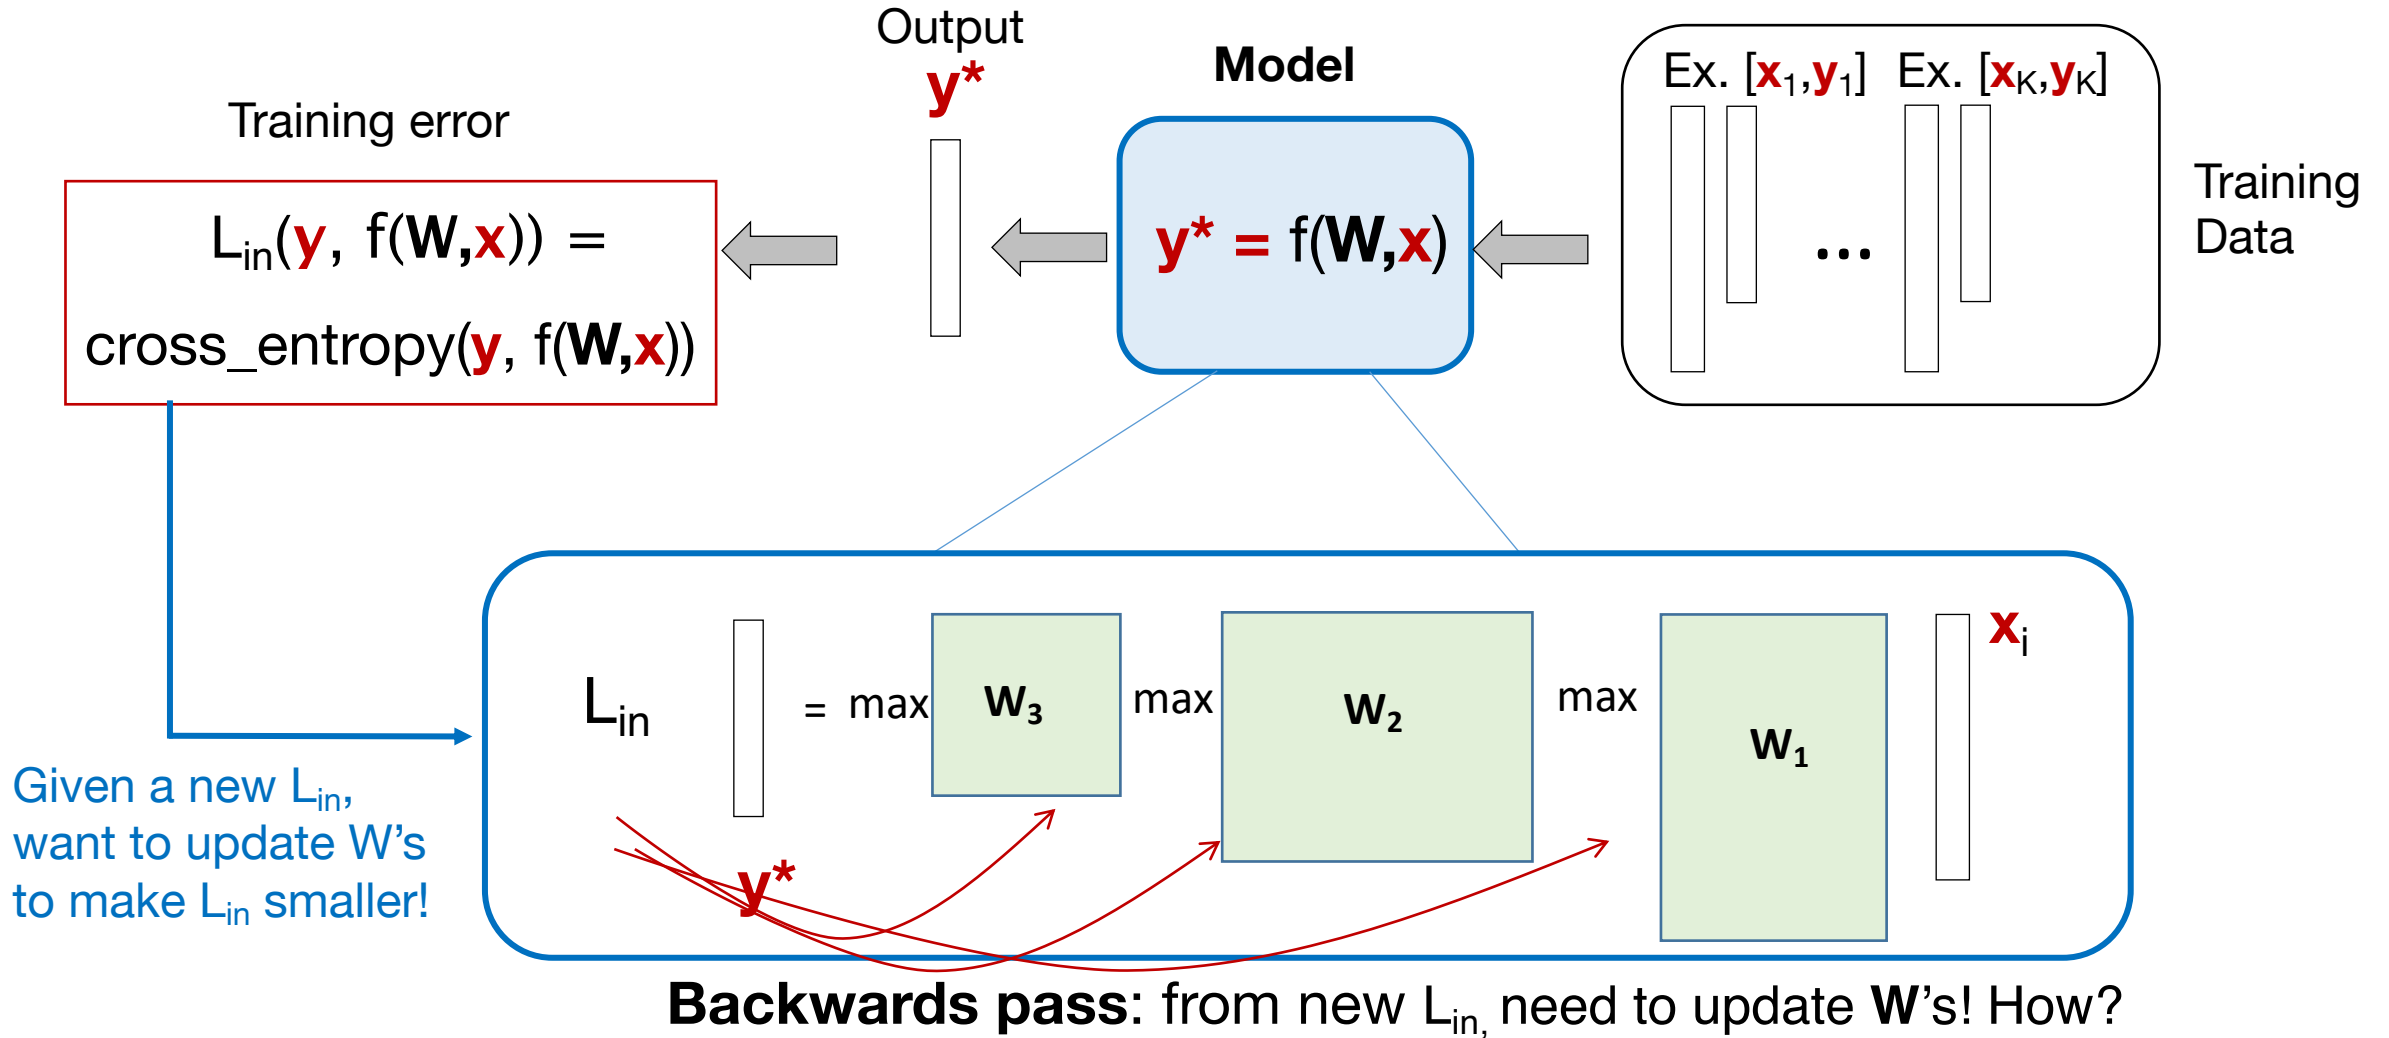 Output
y*
Model
Ex. [x1,y1] Ex. [xK,yK]
Training error
Training
Data
Lin(y, f(W,x)) =
cross_entropy(y, f(W,x))
y* = f(W,x)
...
Lin = max W3 max W2 max W1 xi
y*
Given a new Lin,
want to update W's
to make Lin smaller!
Backwards pass: from new Lin, need to update W's! How?